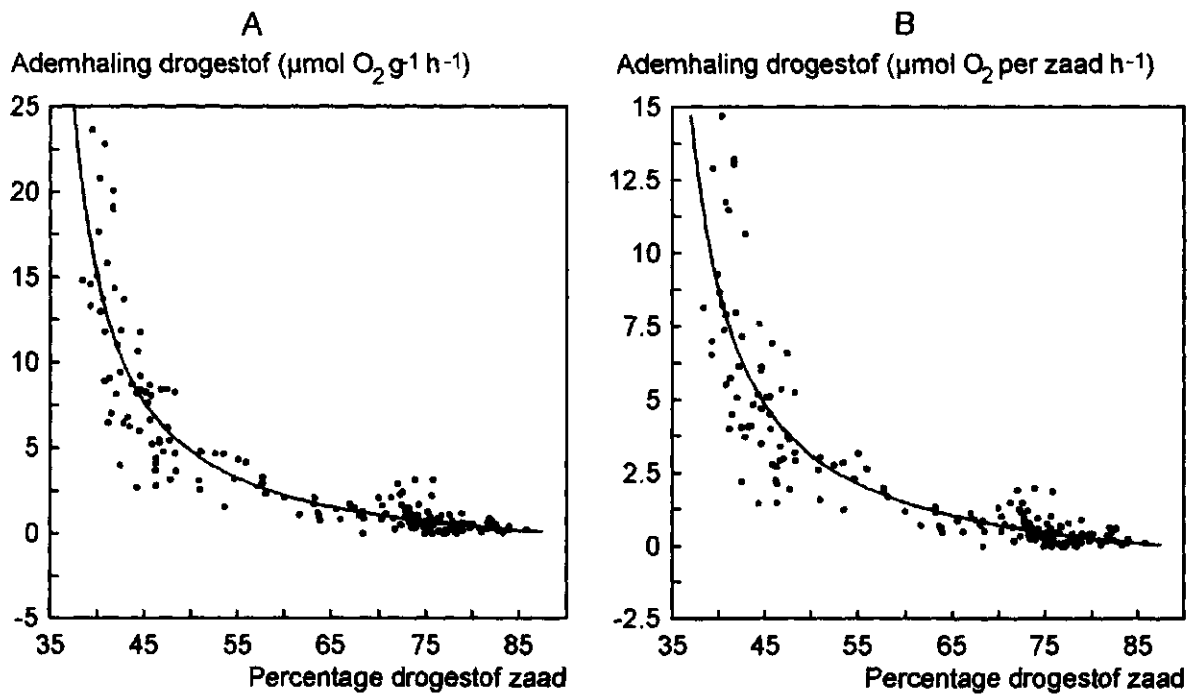 A
Ademhaling drogestof (µmol O₂ g⁻¹ h⁻¹)
25
20
15
10
5
0
-5
35 45 55 65 75 85
Percentage drogestof zaad
B
Ademhaling drogestof (µmol O₂ per zaad h⁻¹)
15
12.5
10
7.5
5
2.5
0
-2.5
35 45 55 65 75 85
Percentage drogestof zaad